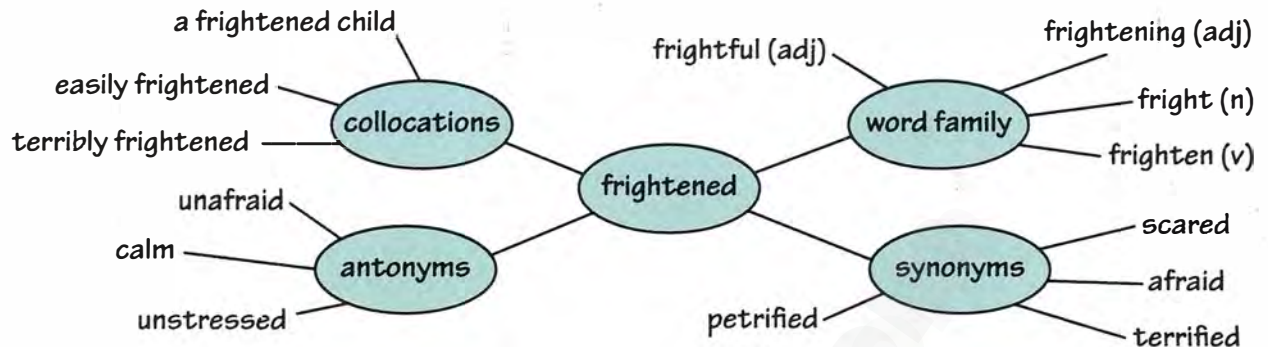 a frightened child
easily frightened
terribly frightened
collocations
frightful (adj)
frightening (adj)
fright (n)
frighten (v)
word family
frightened
unafraid
calm
unstressed
antonyms
synonyms
scared
afraid
terrified
petrified